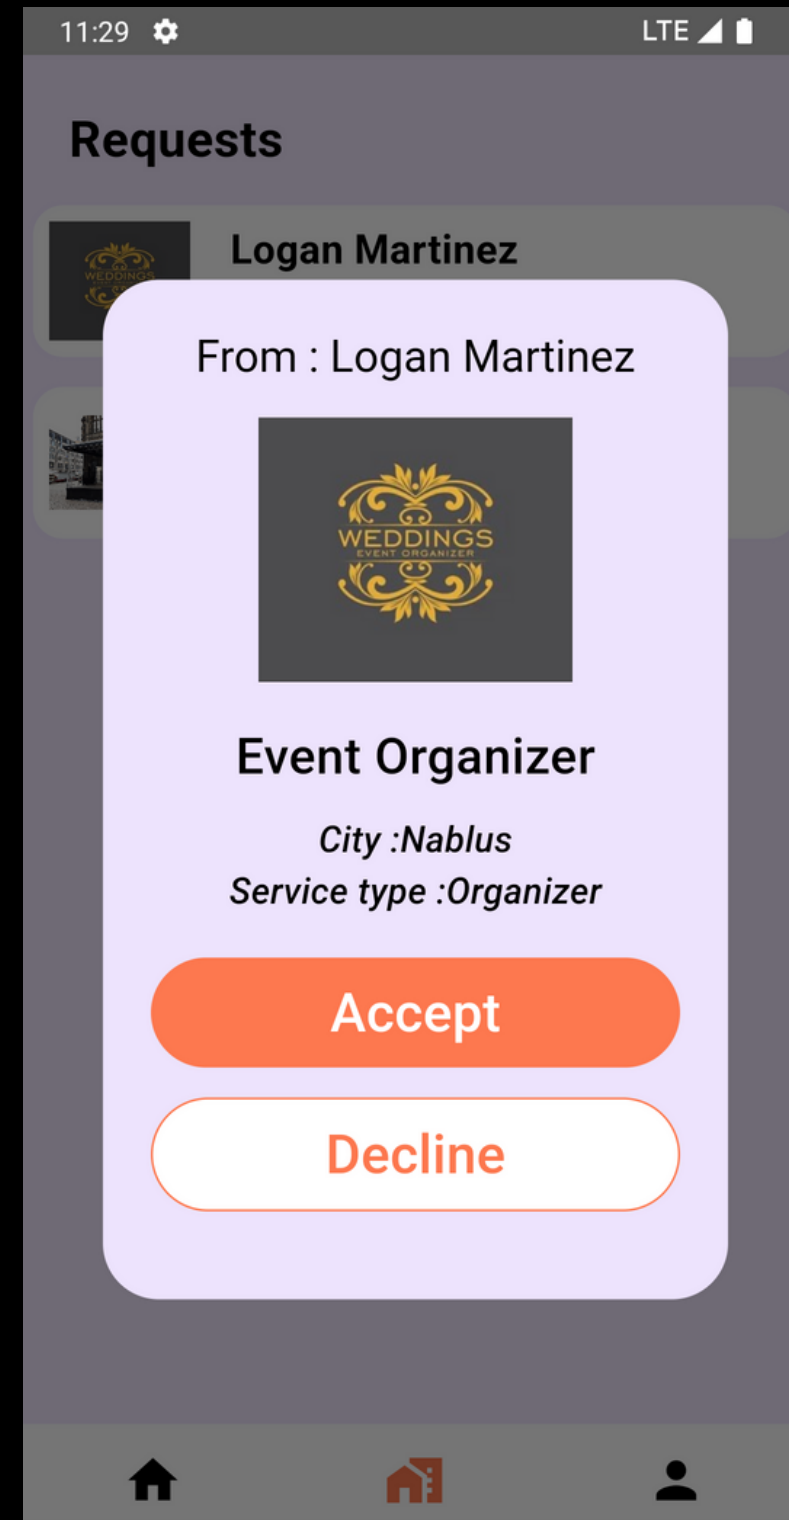 11:29
LTE
Requests
Logan Martinez
WEDDINGS
From : Logan Martinez
WEDDINGS
EVENT ORGANIZER
Event Organizer
City :Nablus
Service type :Organizer
Accept
Decline